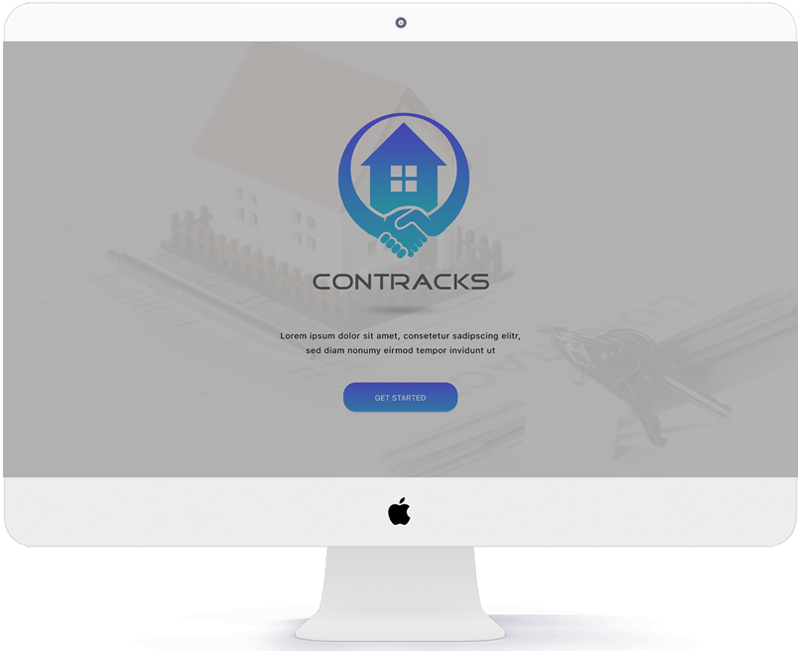 CONTRACKS
Lorem ipsum dolor sit amet, consetetur sadipscing elitr,
sed diam nonumy eirmod tempor invidunt ut
GET STARTED